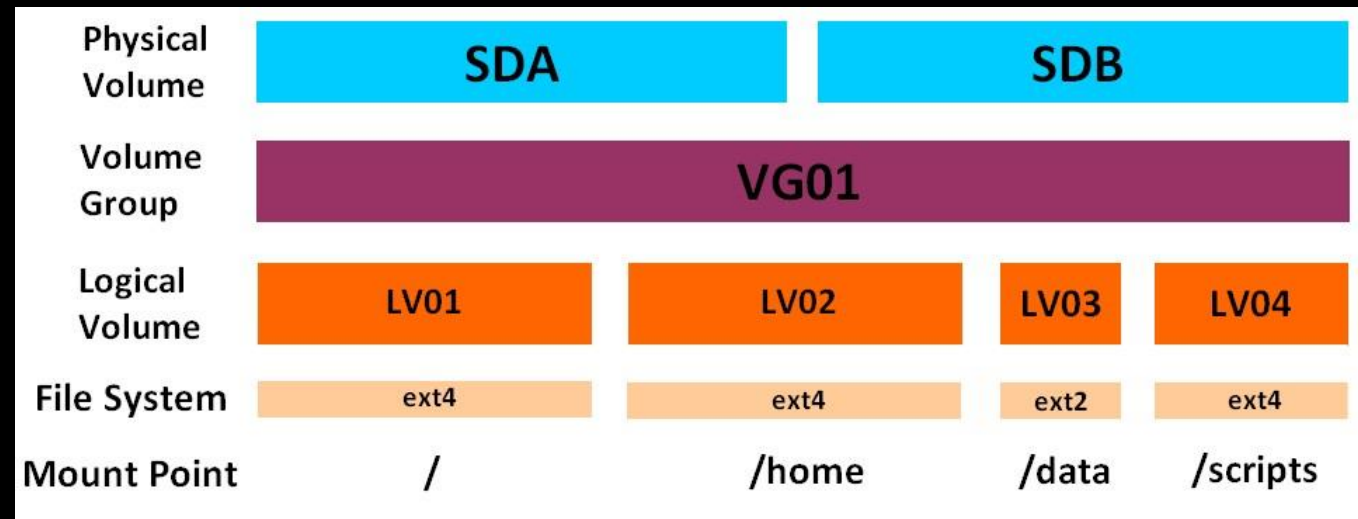 Physical
Volume
SDA
SDB
Volume
Group
VG01
Logical
Volume
LV01
LV02
LV03
LV04
File System
ext4
ext4
ext2
ext4
Mount Point
/
/home
/data
/scripts